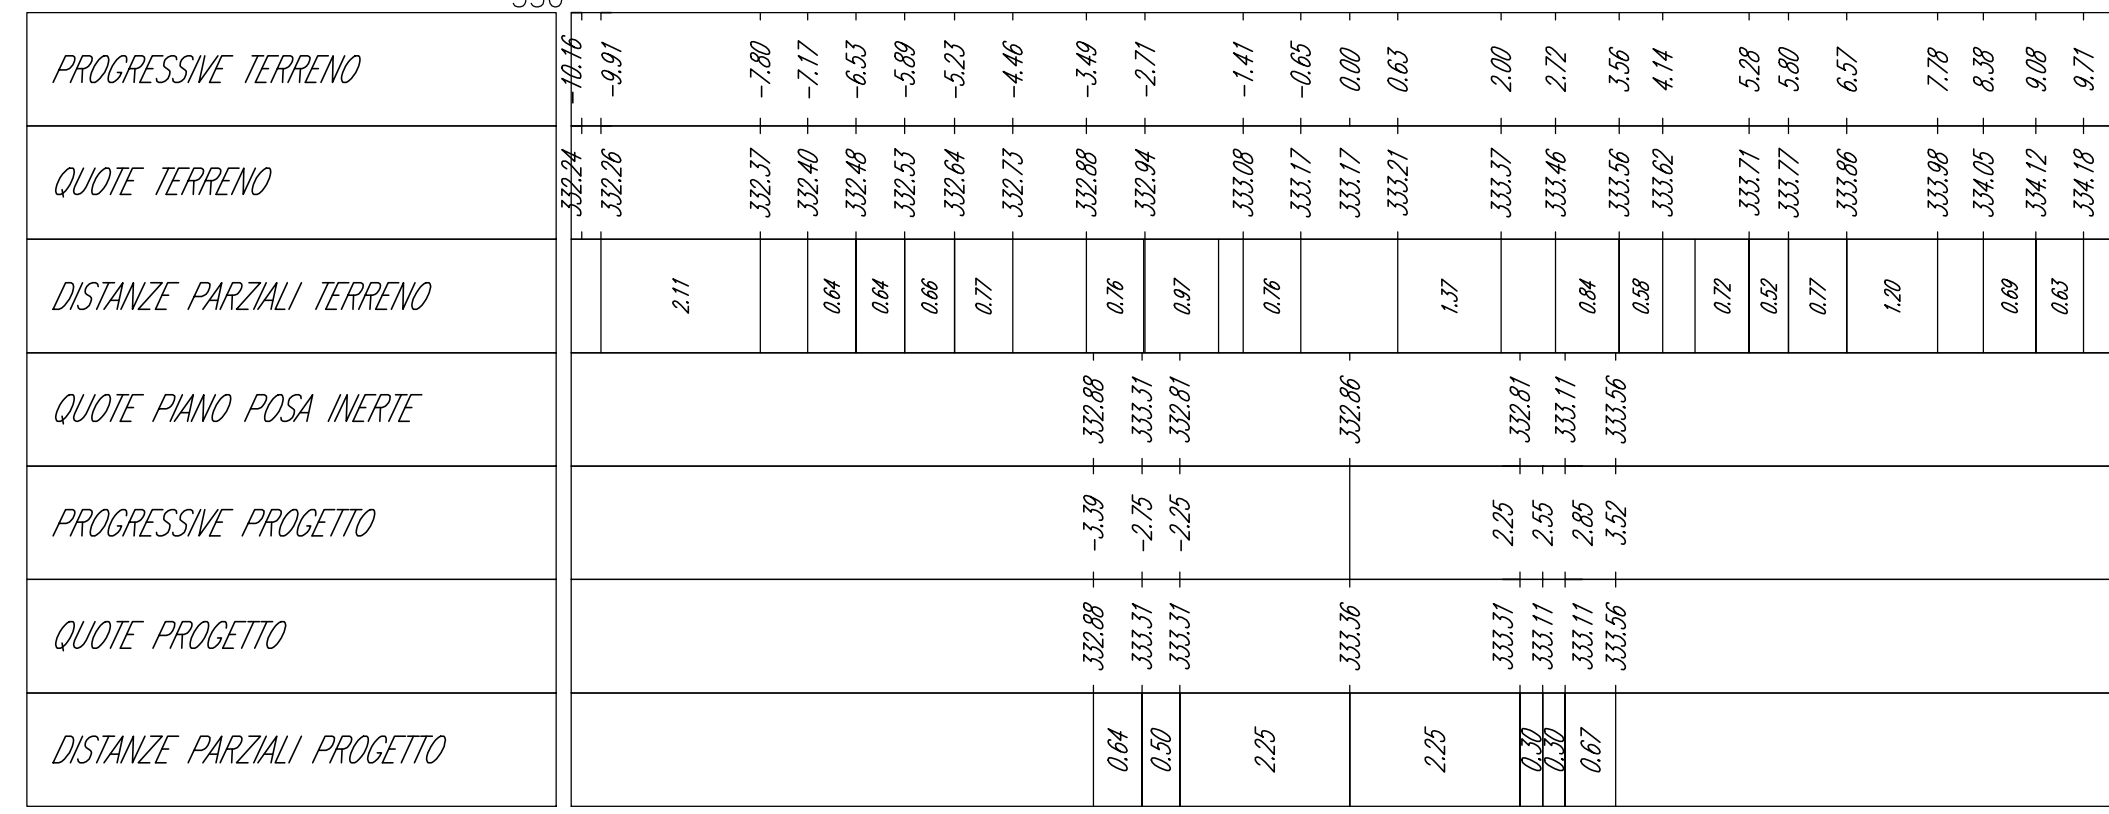 PROGRESSIVE TERRENO -10.16 -9.91 -7.80 -7.17 -6.53 -5.89 -5.23 -4.46 -3.49 -2.71 -1.41 -0.65 0.00 0.63 2.00 2.72 3.56 4.14 5.28 5.80 6.57 7.78 8.38 9.08 9.71
QUOTE TERRENO 332.24 332.26 332.37 332.40 332.48 332.53 332.64 332.73 332.88 332.94 333.08 333.17 333.17 333.21 333.37 333.46 333.56 333.62 333.71 333.77 333.86 333.98 334.05 334.12 334.18
DISTANZE PARZIALI TERRENO 2.11 0.64 0.64 0.66 0.77 0.76 0.97 0.76 1.37 0.84 0.58 0.72 0.52 0.77 1.20 0.69 0.63
QUOTE PIANO POSA INERTE 332.88 333.31 332.81 332.86 332.81 333.11 333.56
PROGRESSIVE PROGETTO -3.39 -2.75 -2.25 2.25 2.55 2.85 3.52
QUOTE PROGETTO 332.88 333.31 333.31 333.36 333.31 333.11 333.11 333.56
DISTANZE PARZIALI PROGETTO 0.64 0.50 2.25 2.25 0.30 0.30 0.67